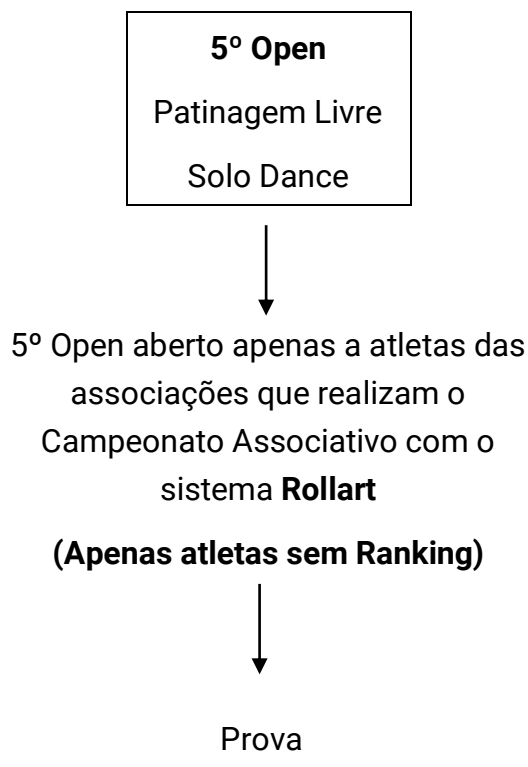 5º Open
Patinagem Livre
Solo Dance
5º Open aberto apenas a atletas das
associações que realizam o
Campeonato Associativo com o
sistema Rollart
(Apenas atletas sem Ranking)
Prova